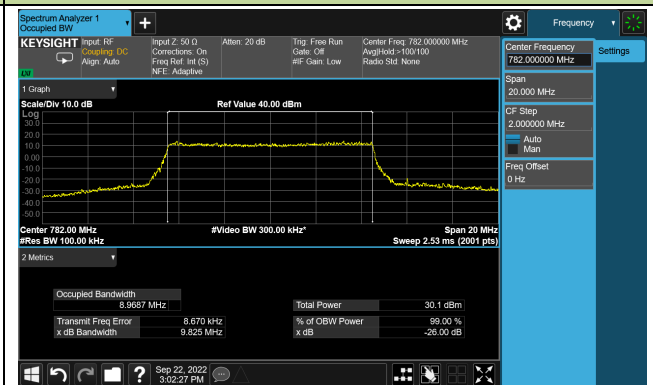 Spectrum Analyzer 1
Occupied BW
+
Frequency
KEYSIGHT
Input: RF
Coupling: DC
Align: Auto
Input Z: 50 Ω
Corrections: On
Freq Ref: Int (S)
NFE: Adaptive
Atten: 20 dB
Trig: Free Run
Gate: Off
#IF Gain: Low
Center Freq: 782.000000 MHz
Avg|Hold:>100/100
Radio Std: None
Center Frequency
782.000000 MHz
Settings
Span
20.000 MHz
CF Step
2.000000 MHz
Auto
Man
Freq Offset
0 Hz
1 Graph
Scale/Div 10.0 dB
Ref Value 40.00 dBm
Log
30.0
20.0
10.0
0.00
-10.0
-20.0
-30.0
-40.0
-50.0
Center 782.00 MHz
#Video BW 300.00 kHz*
Span 20 MHz
#Res BW 100.00 kHz
Sweep 2.53 ms (2001 pts)
2 Metrics
Occupied Bandwidth
8.9687 MHz
Total Power 30.1 dBm
Transmit Freq Error 8.670 kHz
% of OBW Power 99.00 %
x dB Bandwidth 9.825 MHz
x dB -26.00 dB
?
Sep 22, 2022
3:02:27 PM